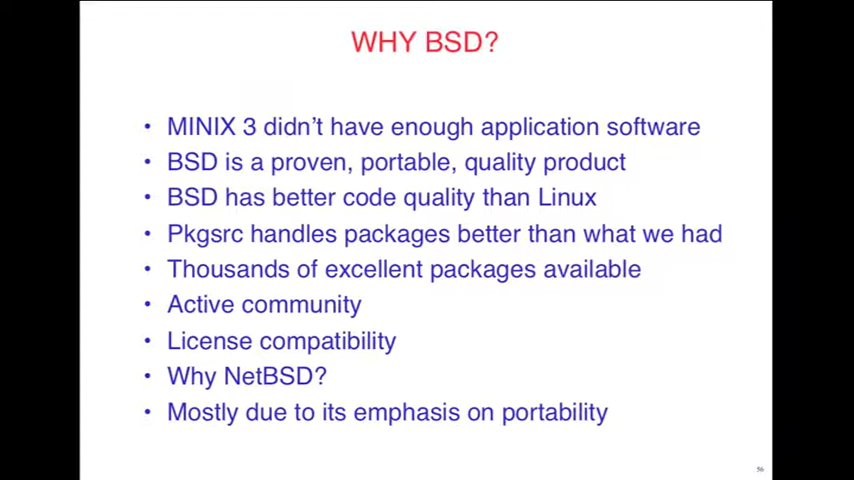 WHY BSD?
• MINIX 3 didn't have enough application software
• BSD is a proven, portable, quality product
• BSD has better code quality than Linux
• Pkgsrc handles packages better than what we had
• Thousands of excellent packages available
• Active community
• License compatibility
• Why NetBSD?
• Mostly due to its emphasis on portability
56